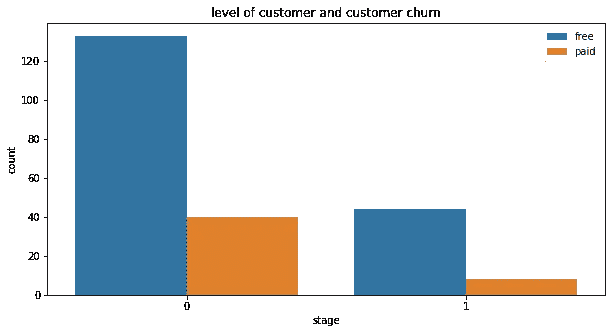 level of customer and customer churn
free
paid
120
100
80
60
40
20
0
count
0
1
stage